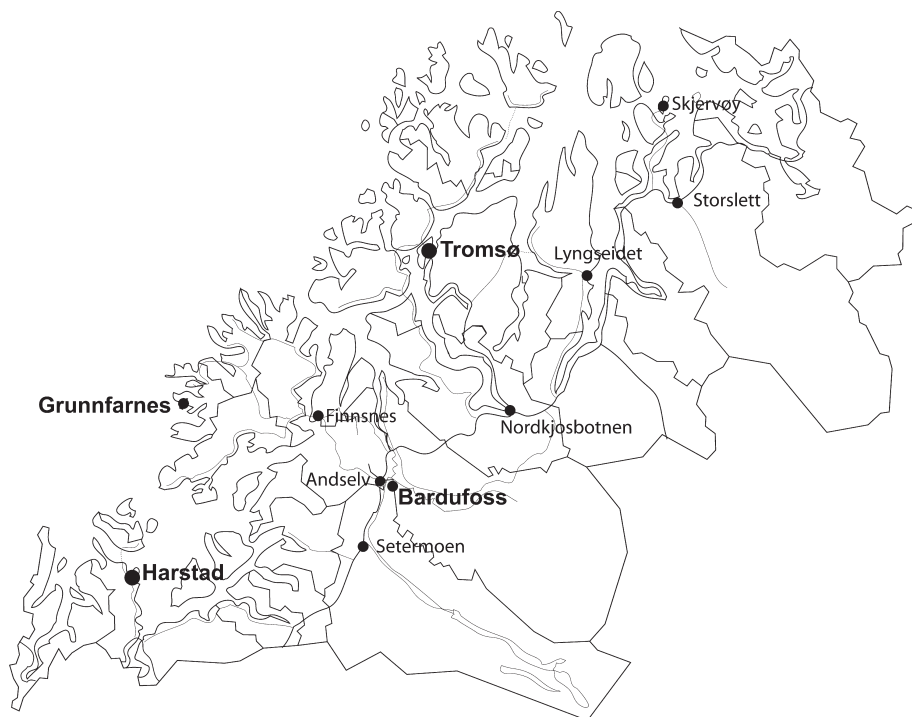 Skjervøy
Storslett
Tromsø
Lyngseidet
Grunnfarnes
Finnsnes
Nordkjosbotnen
Andselv
Bardufoss
Setermoen
Harstad